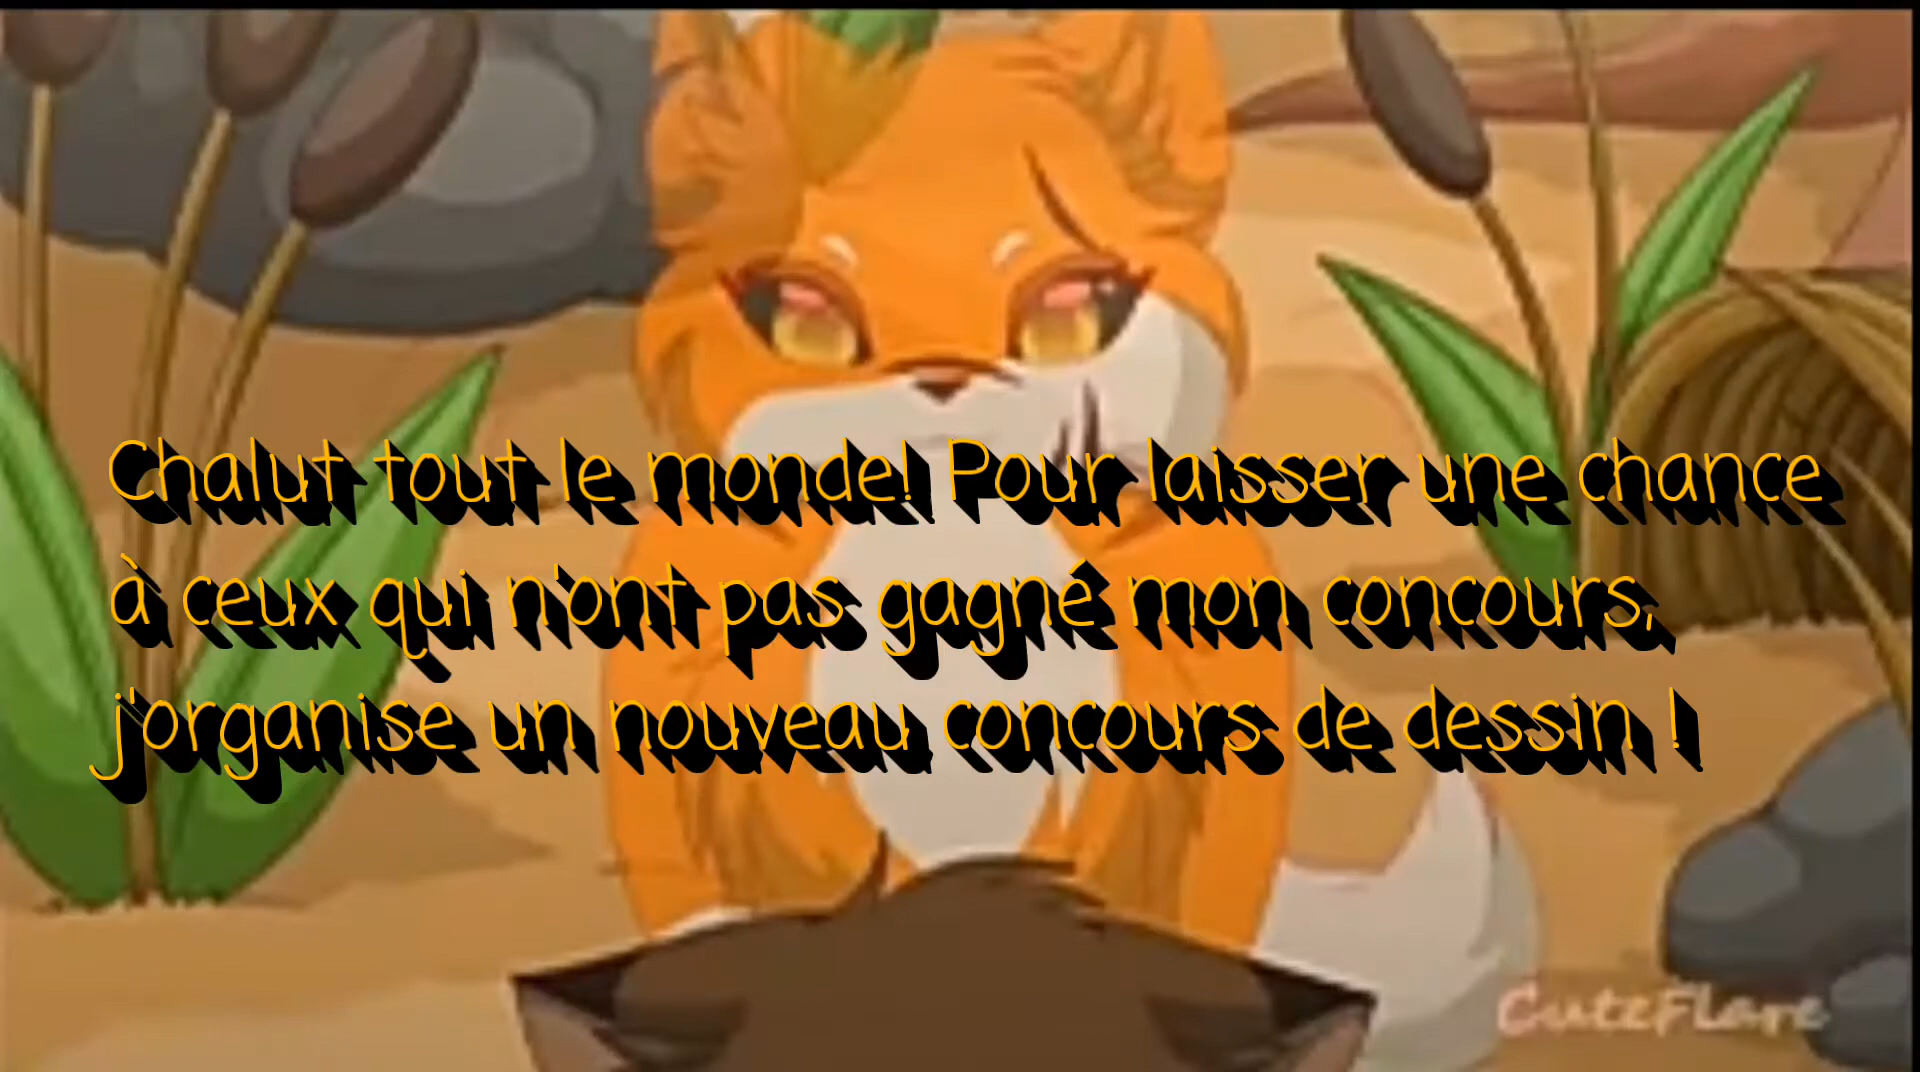 Chalut tout le monde! Pour laisser une chance
à ceux qui n'ont pas gagné mon concours,
j'organise un nouveau concours de dessin !
CuteFlare